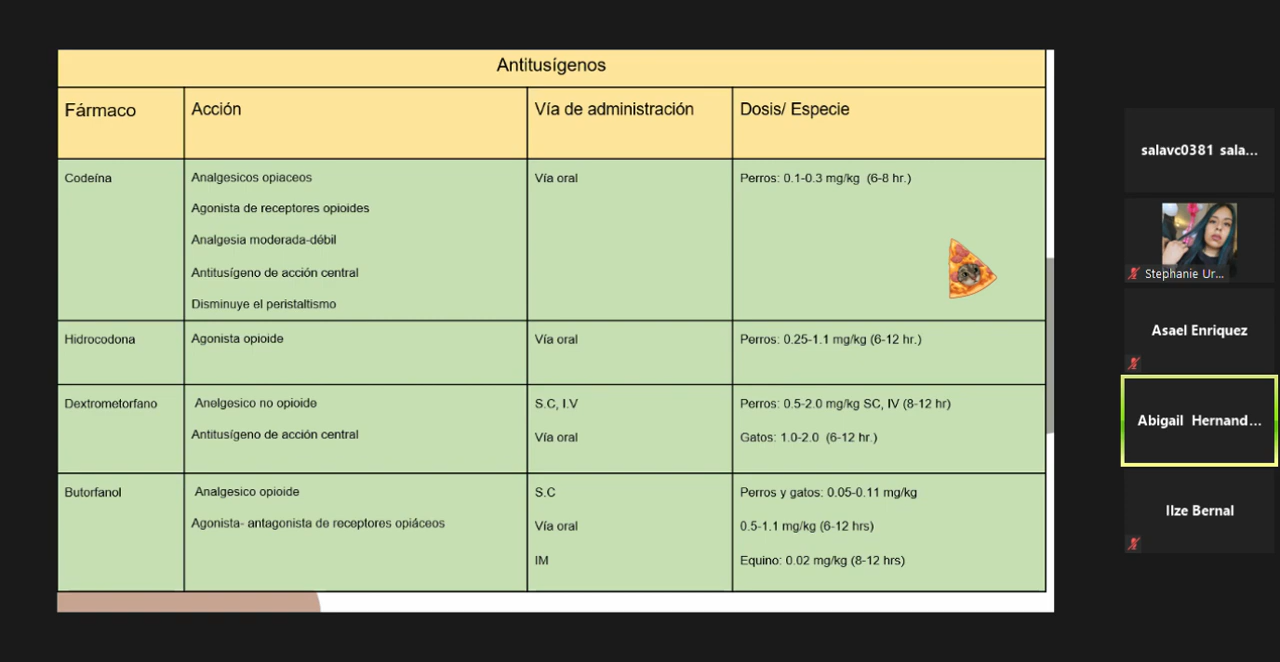 Antitusígenos
Fármaco
Acción
Vía de administración
Dosis/ Especie
Codeína
Analgesicos opiaceos
Agonista de receptores opioides
Analgesia moderada-débil
Antitusígeno de acción central
Disminuye el peristaltismo
Vía oral
Perros: 0.1-0.3 mg/kg (6-8 hr.)
Hidrocodona
Agonista opioide
Vía oral
Perros: 0.25-1.1 mg/kg (6-12 hr.)
Dextrometorfano
Anelgesico no opioide
Antitusígeno de acción central
S.C, I.V
Vía oral
Perros: 0.5-2.0 mg/kg SC, IV (8-12 hr)
Gatos: 1.0-2.0 (6-12 hr.)
Butorfanol
Analgesico opioide
Agonista- antagonista de receptores opiáceos
S.C
Vía oral
IM
Perros y gatos: 0.05-0.11 mg/kg
0.5-1.1 mg/kg (6-12 hrs)
Equino: 0.02 mg/kg (8-12 hrs)
salavc0381 sala...
Stephanie Ur...
Asael Enriquez
Abigail Hernand...
Ilze Bernal